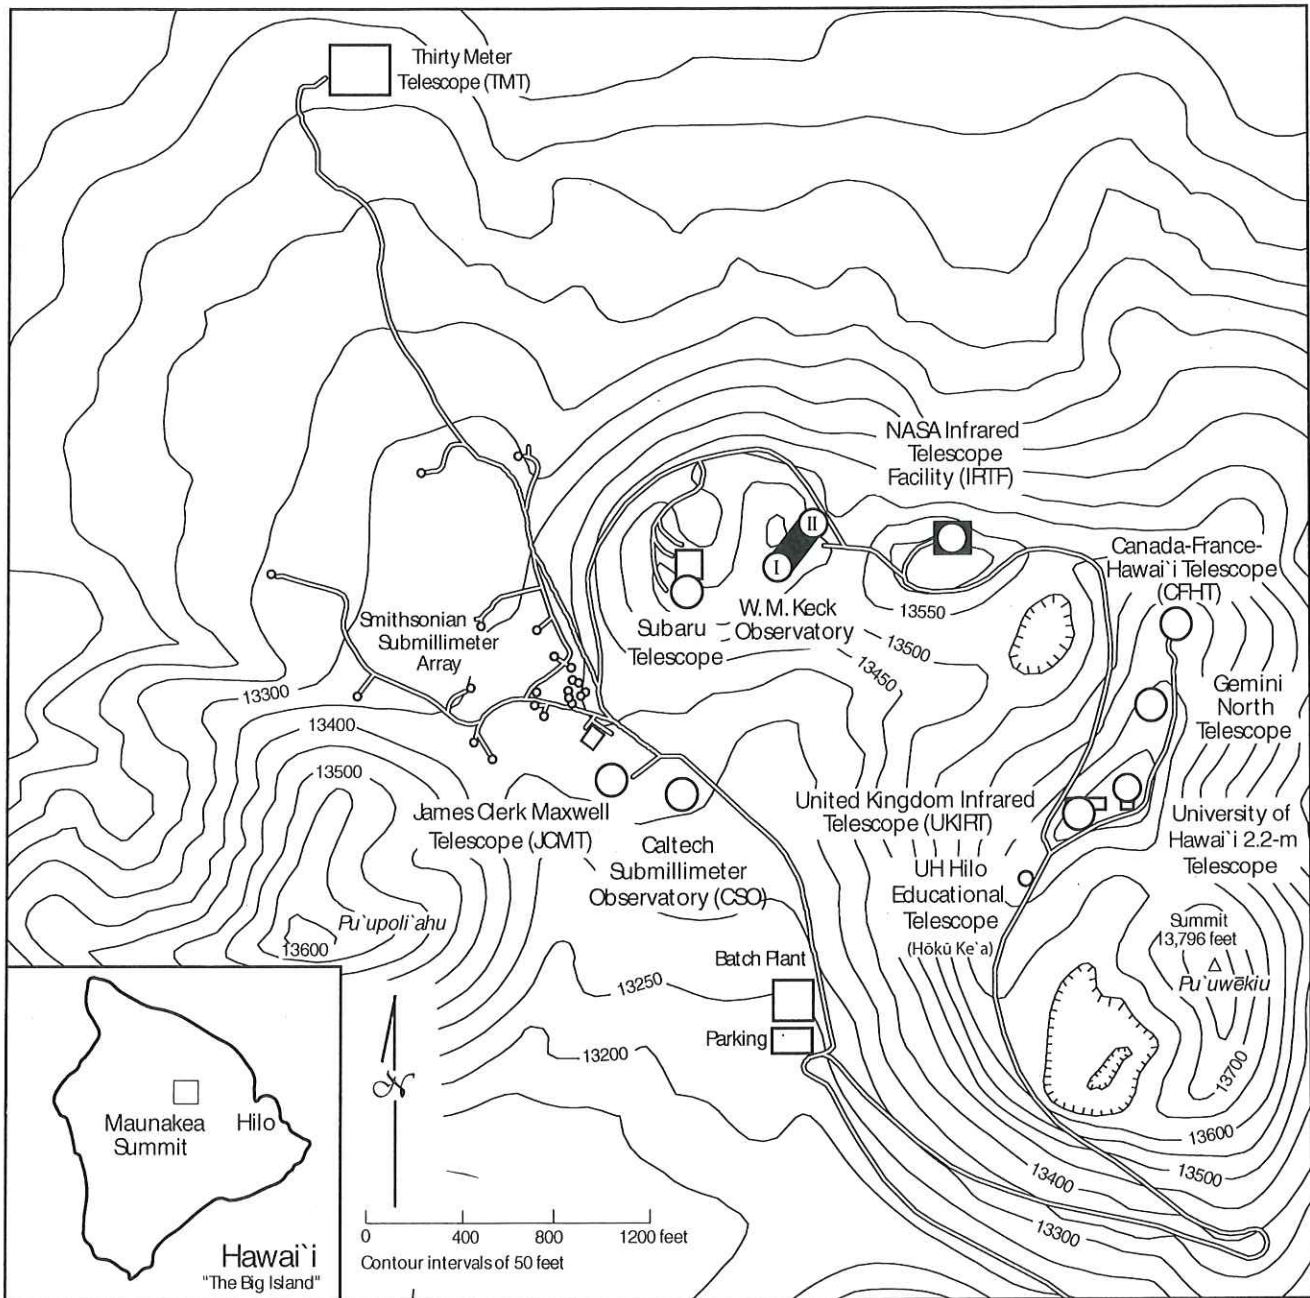 Thirty Meter
Telescope (TMT)
NASA Infrared
Telescope
Facility (IRTF)
Canada-France-
Hawai`i Telescope
(CFHT)
II
I
13550
Smithsonian
Submillimeter
Array
Subaru
Telescope
W. M. Keck
Observatory
13500
13450
13300
13400
13500
Gemini
North
Telescope
James Clerk Maxwell
Telescope (JCMT)
United Kingdom Infrared
Telescope (UKIRT)
University of
Hawai`i 2.2-m
Telescope
Caltech
Submillimeter
Observatory (CSO)
UH Hilo
Educational
Telescope
(Hōkū Ke`a)
Pu`upoli`ahu
13600
Summit
13,796 feet
Pu`uwēkiu
Batch Plant
13250
Parking
13200
13700
13600
13500
13400
13300
N
0 400 800 1200 feet
Contour intervals of 50 feet
Maunakea
Summit
Hilo
Hawai`i
"The Big Island"